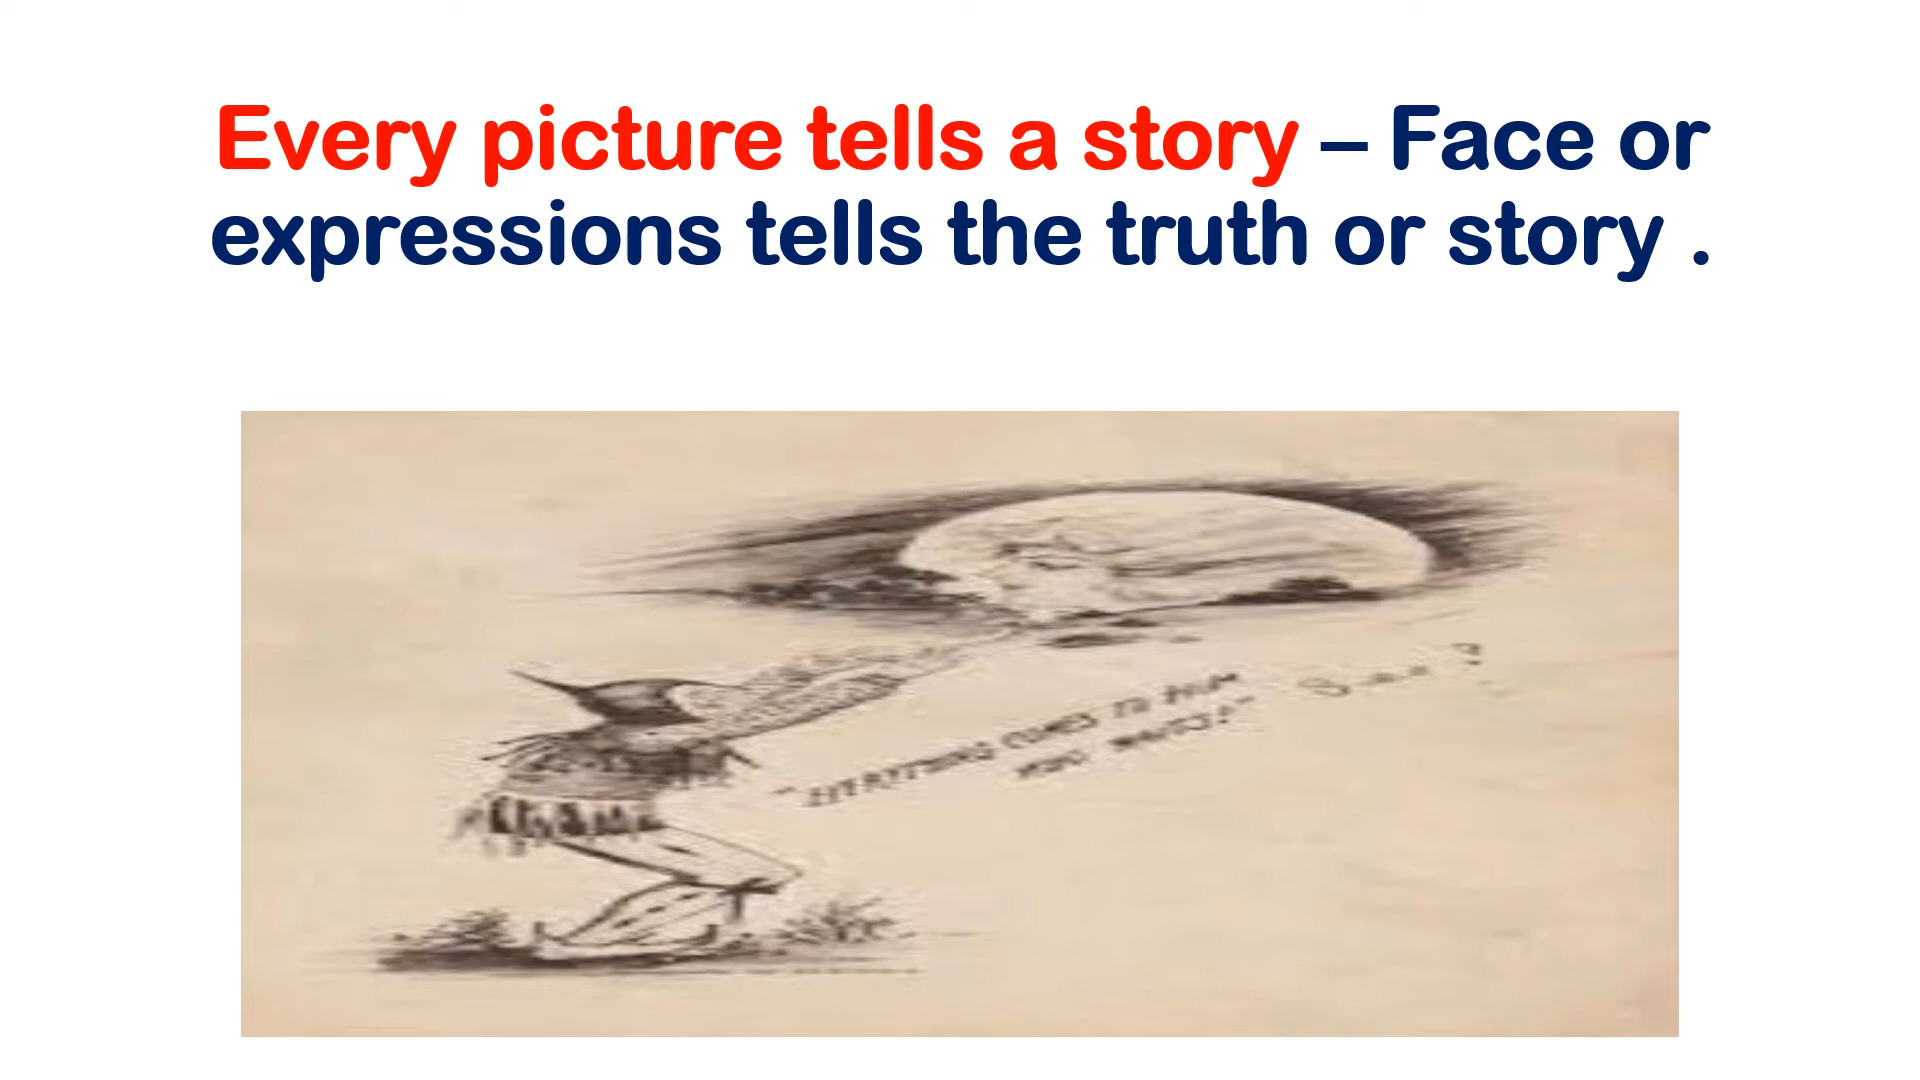 Every picture tells a story – Face or
expressions tells the truth or story .
"EVERYTHING COMES TO HIM
WHO WAITS!"